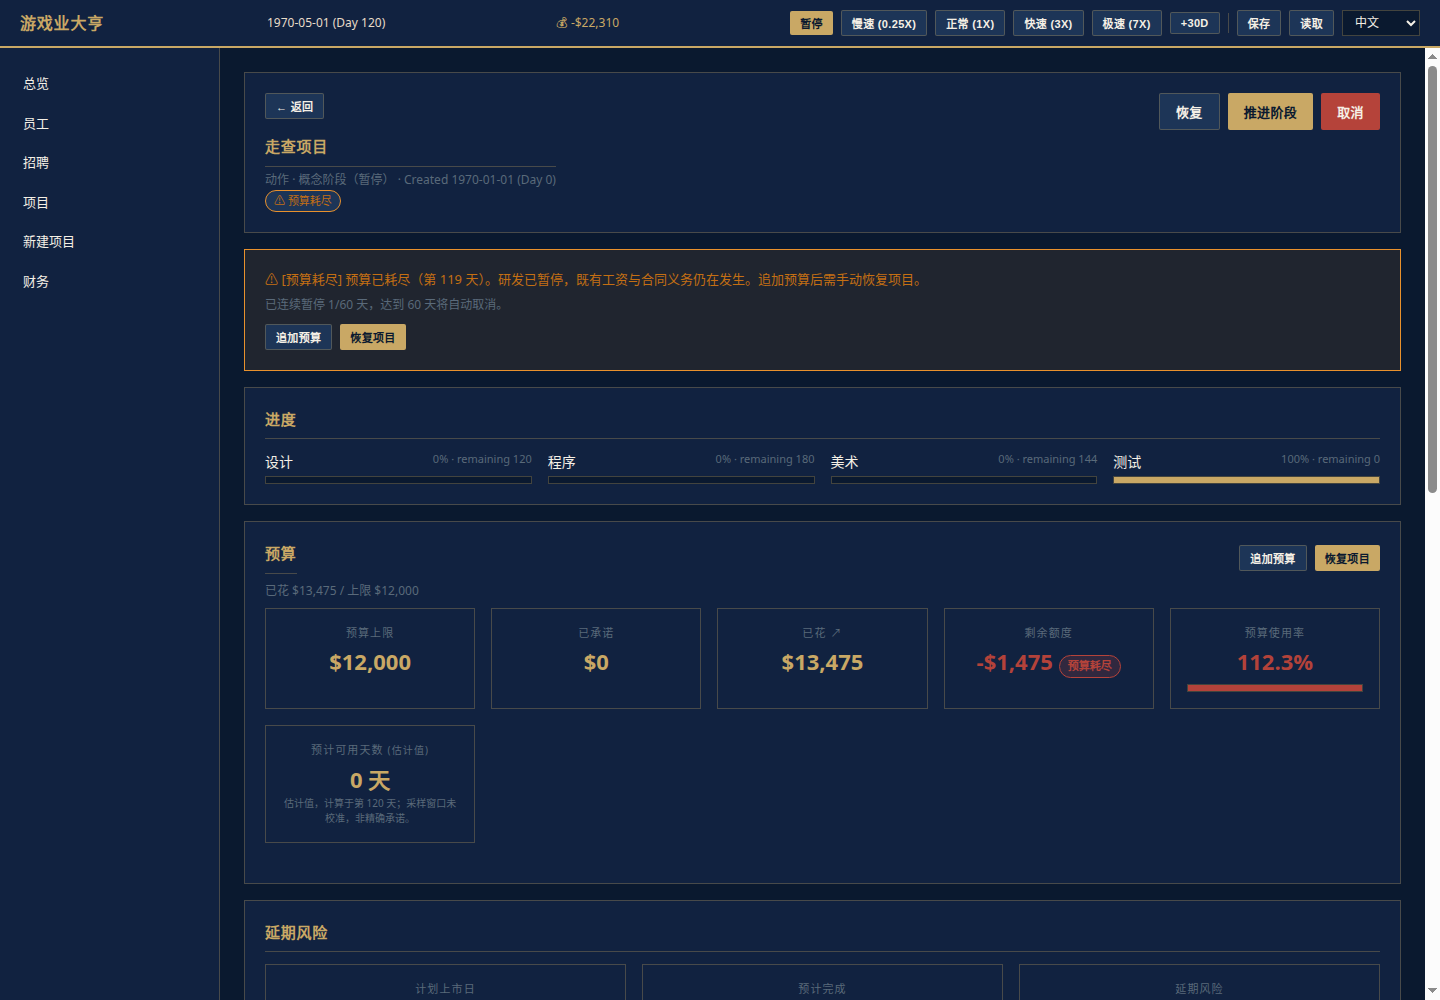 游戏业大亨
1970-05-01 (Day 120)
💰 -$22,310
暂停
慢速 (0.25X)
正常 (1X)
快速 (3X)
极速 (7X)
+30D
保存
读取
中文
总览
员工
招聘
项目
新建项目
财务
← 返回
恢复
推进阶段
取消
走查项目
动作 · 概念阶段（暂停） · Created 1970-01-01 (Day 0)
⚠ 预算耗尽
⚠ [预算耗尽] 预算已耗尽（第 119 天）。研发已暂停，既有工资与合同义务仍在发生。追加预算后需手动恢复项目。
已连续暂停 1/60 天，达到 60 天将自动取消。
追加预算
恢复项目
进度
设计
0% · remaining 120
程序
0% · remaining 180
美术
0% · remaining 144
测试
100% · remaining 0
预算
追加预算
恢复项目
已花 $13,475 / 上限 $12,000
预算上限
$12,000
已承诺
$0
已花 ↗
$13,475
剩余额度
-$1,475 预算耗尽
预算使用率
112.3%
预计可用天数 (估计值)
0 天
估计值，计算于第 120 天；采样窗口未
校准，非精确承诺。
延期风险
计划上市日
预计完成
延期风险